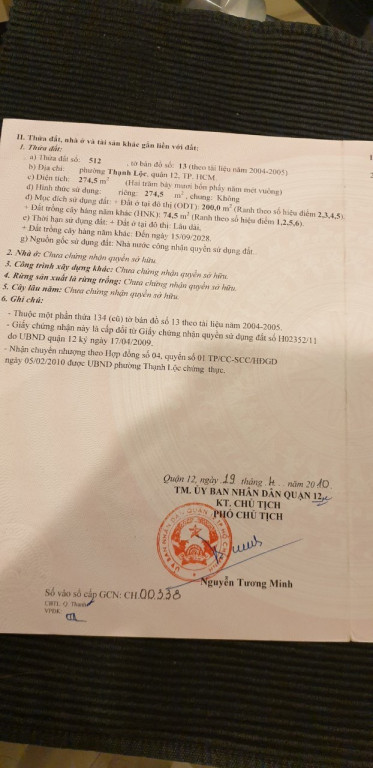 II. Thửa đất, nhà ở và tài sản khác gắn liền với đất:
1. Thửa đất:
a) Thửa đất số: 512 , tờ bản đồ số: 13 (theo tài liệu năm 2004-2005)
b) Địa chỉ: phường Thạnh Lộc, quận 12, TP. HCM
c) Diện tích: 274,5 m² (Hai trăm bảy mươi bốn phẩy năm mét vuông)
d) Hình thức sử dụng: riêng: 274,5 m², chung: Không
đ) Mục đích sử dụng đất: + Đất ở tại đô thị (ODT): 200,0 m² (Ranh theo số hiệu điểm 2,3,4,5).
+ Đất trồng cây hàng năm khác (HNK): 74,5 m² (Ranh theo số hiệu điểm 1,2,5,6).
e) Thời hạn sử dụng đất: + Đất ở tại đô thị: Lâu dài,
+ Đất trồng cây hàng năm khác: Đến ngày 15/09/2028.
g) Nguồn gốc sử dụng đất: Nhà nước công nhận quyền sử dụng đất.
2. Nhà ở: Chưa chứng nhận quyền sở hữu.
3. Công trình xây dựng khác: Chưa chứng nhận quyền sở hữu.
4. Rừng sản xuất là rừng trồng: Chưa chứng nhận quyền sở hữu.
5. Cây lâu năm: Chưa chứng nhận quyền sở hữu.
6. Ghi chú:
- Thuộc một phần thửa 134 (cũ) tờ bản đồ số 13 theo tài liệu năm 2004-2005.
- Giấy chứng nhận này là cấp đổi từ Giấy chứng nhận quyền sử dụng đất số H02352/11
do UBND quận 12 ký ngày 17/04/2009.
- Nhận chuyển nhượng theo Hợp đồng số 04, quyển số 01 TP/CC-SCC/HĐGD
ngày 05/02/2010 được UBND phường Thạnh Lộc chứng thực.
Quận 12, ngày 19 tháng 4 năm 2010
TM. ỦY BAN NHÂN DÂN QUẬN 12
KT. CHỦ TỊCH
PHÓ CHỦ TỊCH
Nguyễn Tương Minh
Số vào sổ cấp GCN: CH 00338